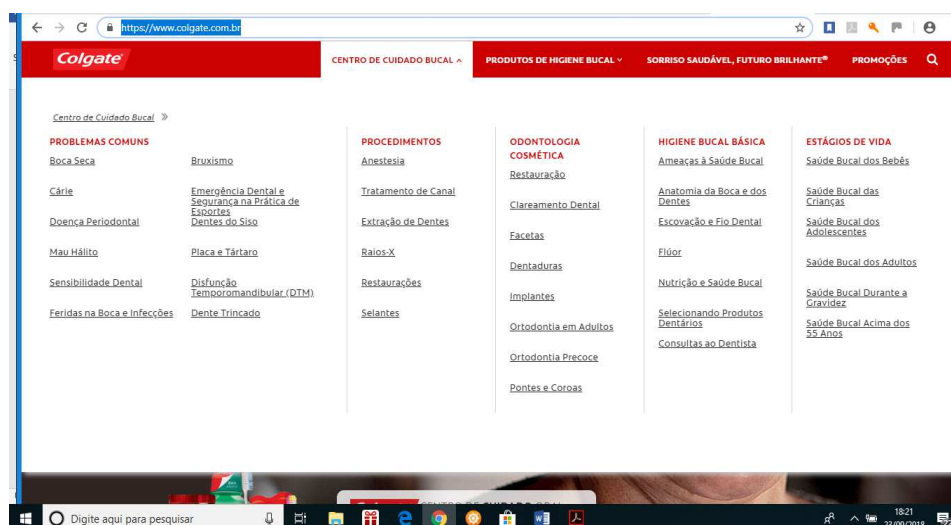 https://www.colgate.com.br
Colgate®
CENTRO DE CUIDADO BUCAL
PRODUTOS DE HIGIENE BUCAL
SORRISO SAUDÁVEL, FUTURO BRILHANTE®
PROMOÇÕES
Centro de Cuidado Bucal »
PROBLEMAS COMUNS
Boca Seca
Cárie
Doença Periodontal
Mau Hálito
Sensibilidade Dental
Feridas na Boca e Infecções
Bruxismo
Emergência Dental e
Segurança na Prática de
Esportes
Dentes do Siso
Placa e Tártaro
Disfunção
Temporomandibular (DTM)
Dente Trincado
PROCEDIMENTOS
Anestesia
Tratamento de Canal
Extração de Dentes
Raios-X
Restaurações
Selantes
ODONTOLOGIA
COSMÉTICA
Restauração
Clareamento Dental
Facetas
Dentaduras
Implantes
Ortodontia em Adultos
Ortodontia Precoce
Pontes e Coroas
HIGIENE BUCAL BÁSICA
Ameaças à Saúde Bucal
Anatomia da Boca e dos
Dentes
Escovação e Fio Dental
Flúor
Nutrição e Saúde Bucal
Selecionando Produtos
Dentários
Consultas ao Dentista
ESTÁGIOS DE VIDA
Saúde Bucal dos Bebês
Saúde Bucal das
Crianças
Saúde Bucal dos
Adolescentes
Saúde Bucal dos Adultos
Saúde Bucal Durante a
Gravidez
Saúde Bucal Acima dos
55 Anos
Digite aqui para pesquisar
18:21